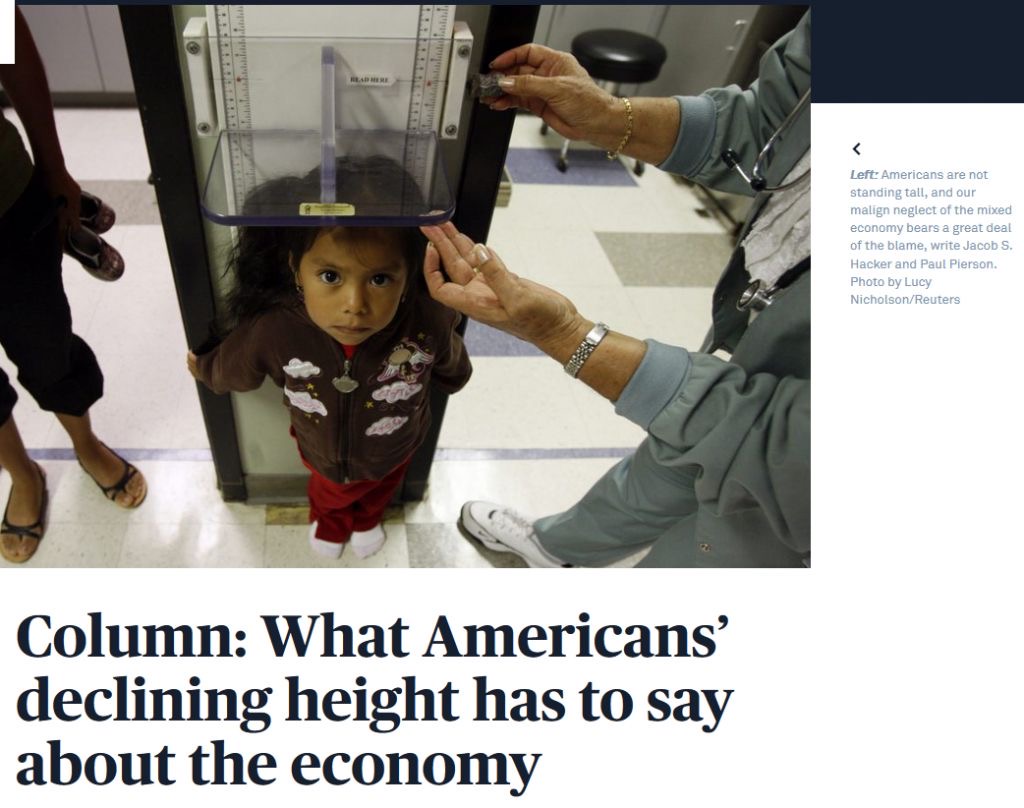 READ HERE
Left: Americans are not
standing tall, and our
malign neglect of the mixed
economy bears a great deal
of the blame, write Jacob S.
Hacker and Paul Pierson.
Photo by Lucy
Nicholson/Reuters
Column: What Americans’
declining height has to say
about the economy